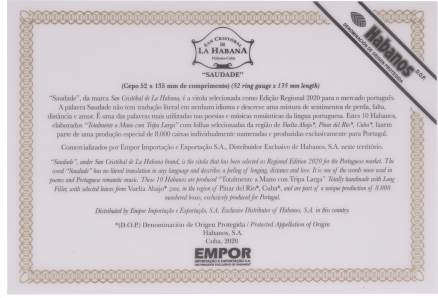 SAN CRISTOBAL
DE
LA HABANA
Habana-Cuba
"SAUDADE"
(Cepo 52 x 135 mm de comprimento) (52 ring gauge x 135 mm length)
"Saudade", da marca San Cristóbal de La Habana, é a vitola selecionada como Edição Regional 2020 para o mercado português.
A palavra Saudade não tem tradução literal em nenhum idioma e descreve uma mistura de sentimentos de perda, falta,
distância e amor. É uma das palavras mais utilizadas nas poesias e músicas românticas da língua portuguesa. Estes 10 Habanos,
elaborados "Totalmente a Mano con Tripa Larga" com folhas selecionadas da região de Vuelta Abajo*, Pinar del Río*, Cuba*, fazem
parte de uma produção especial de 8.000 caixas individualmente numeradas e produzidas exclusivamente para Portugal.
Comercializados por Empor Importação e Exportação S.A., Distribuidor Exclusivo de Habanos, S.A. neste território.
"Saudade", under San Cristóbal de La Habana brand, is the vitola that has been selected as Regional Edition 2020 for the Portuguese market. The
word "Saudade" has no literal translation in any language and describes a feeling of longing, distance and love. It is one of the words more used in
poems and Portuguese romantic music. These 10 Habanos are produced "Totalmente a Mano con Tripa Larga" Totally handmade with Long
Filler, with selected leaves from Vuelta Abajo* zone, in the region of Pinar del Río*, Cuba*, and are part of a unique production of 8.000
numbered boxes, exclusively produced for Portugal.
Distributed by Empor Importação e Exportação, S.A. Exclusive Distributor of Habanos, S.A. in this country.
*(D.O.P.) Denominación de Origen Protegida / Protected Appellation of Origin
Habanos, S.A.
Cuba, 2020
EMPOR
IMPORTAÇÃO E EXPORTAÇÃO S.A.
Habanos
D.O.P.
DENOMINACIÓN DE ORIGEN PROTEGIDA